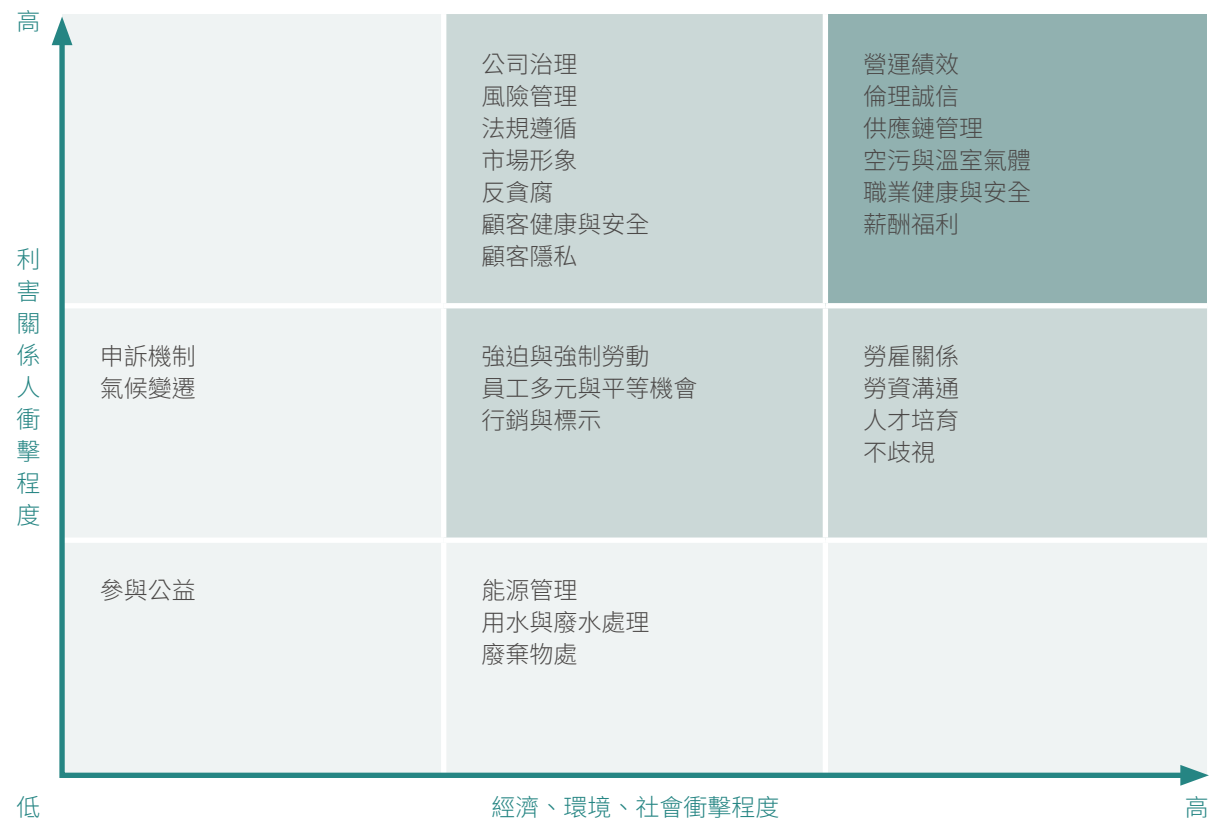 高
利害關係人衝擊程度
公司治理
風險管理
法規遵循
市場形象
反貪腐
顧客健康與安全
顧客隱私
營運績效
倫理誠信
供應鏈管理
空污與溫室氣體
職業健康與安全
薪酬福利
申訴機制
氣候變遷
強迫與強制勞動
員工多元與平等機會
行銷與標示
勞雇關係
勞資溝通
人才培育
不歧視
參與公益
能源管理
用水與廢水處理
廢棄物處
低
經濟、環境、社會衝擊程度
高